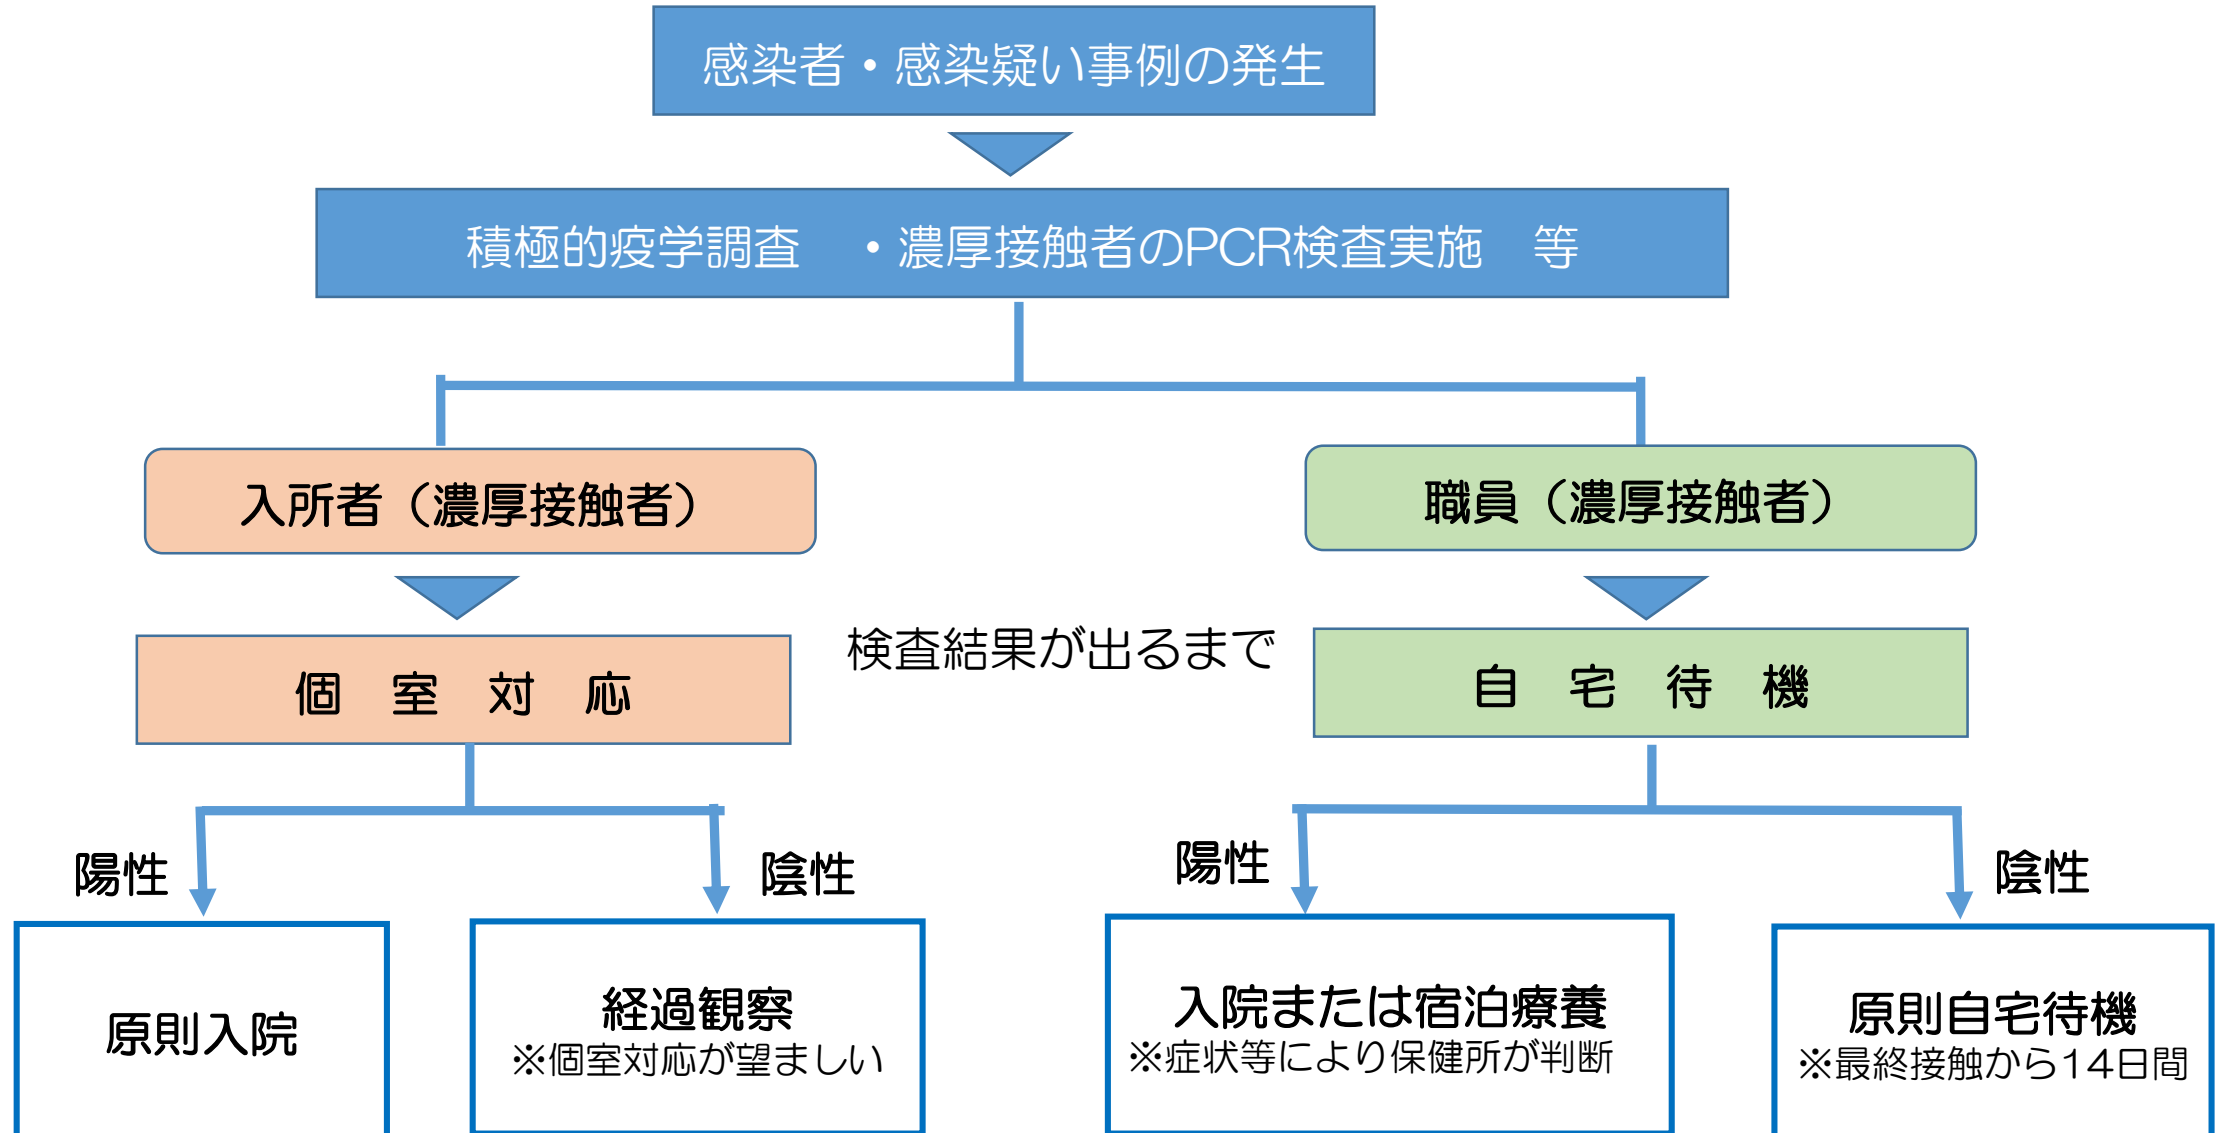 感染者・感染疑い事例の発生
積極的疫学調査　・濃厚接触者のPCR検査実施　等
入所者（濃厚接触者）
職員（濃厚接触者）
検査結果が出るまで
個　室　対　応
自　宅　待　機
陽性
陰性
陽性
陰性
原則入院
経過観察
※個室対応が望ましい
入院または宿泊療養
※症状等により保健所が判断
原則自宅待機
※最終接触から14日間